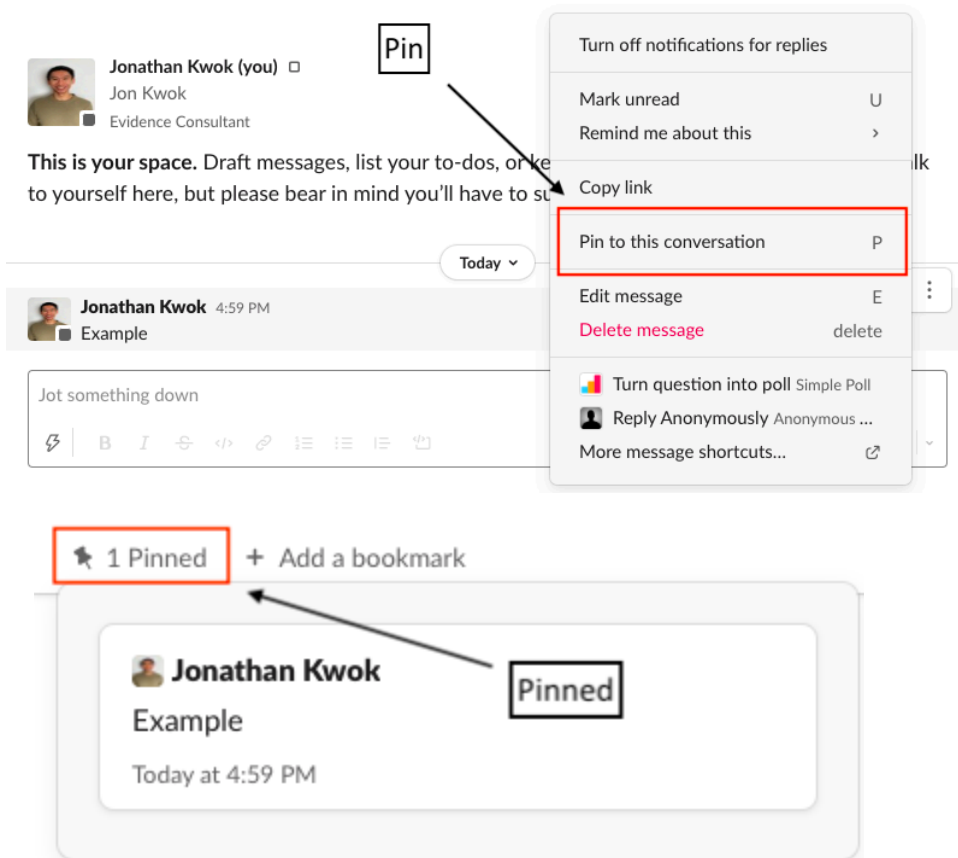 Pin
Jonathan Kwok (you)
Jon Kwok
Evidence Consultant
This is your space. Draft messages, list your to-dos, or ke
lk
to yourself here, but please bear in mind you'll have to su
Today
Jonathan Kwok 4:59 PM
Example
Jot something down
B I S </>
Turn off notifications for replies
Mark unread U
Remind me about this
Copy link
Pin to this conversation P
Edit message E
Delete message delete
Turn question into poll Simple Poll
Reply Anonymously Anonymous ...
More message shortcuts...
1 Pinned + Add a bookmark
Jonathan Kwok
Example
Today at 4:59 PM
Pinned